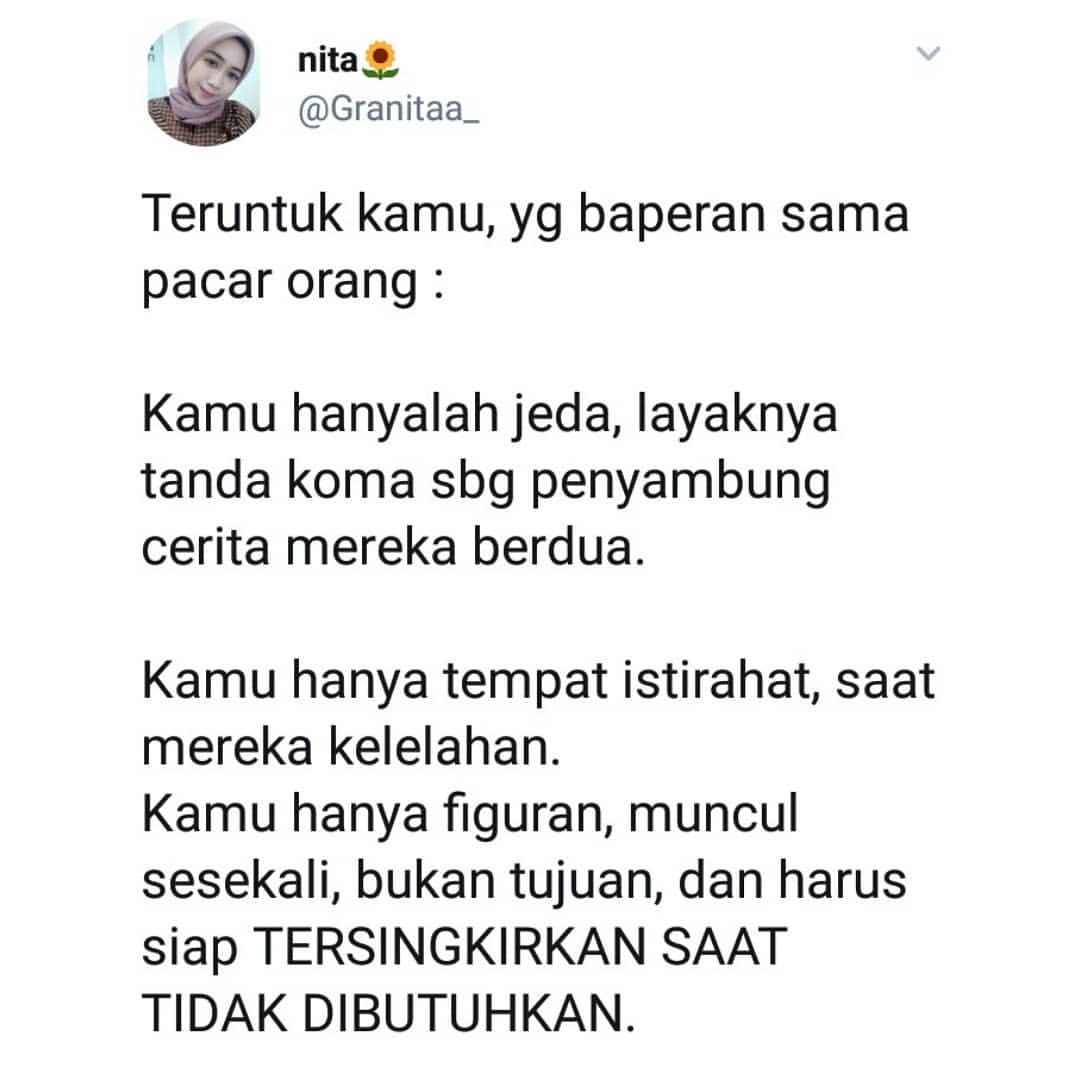 nita🌻
@Granitaa_
Teruntuk kamu, yg baperan sama
pacar orang :
Kamu hanyalah jeda, layaknya
tanda koma sbg penyambung
cerita mereka berdua.
Kamu hanya tempat istirahat, saat
mereka kelelahan.
Kamu hanya figuran, muncul
sesekali, bukan tujuan, dan harus
siap TERSINGKIRKAN SAAT
TIDAK DIBUTUHKAN.